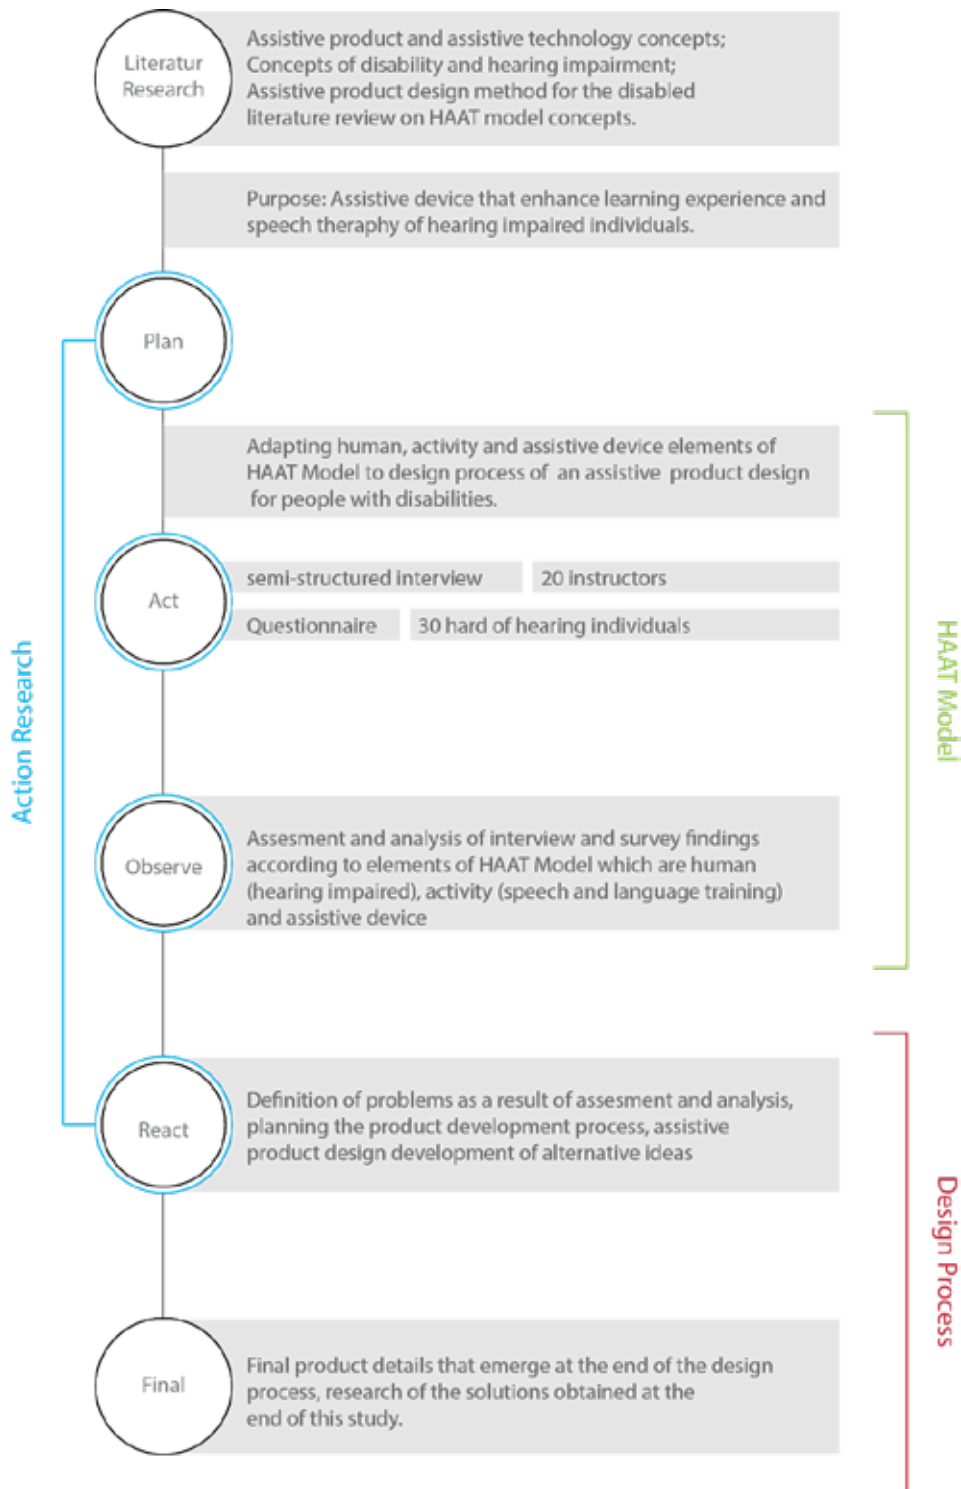 Literatur
Research
Assistive product and assistive technology concepts;
Concepts of disability and hearing impairment;
Assistive product design method for the disabled
literature review on HAAT model concepts.
Purpose: Assistive device that enhance learning experience and
speech theraphy of hearing impaired individuals.
Plan
Adapting human, activity and assistive device elements of
HAAT Model to design process of an assistive product design
for people with disabilities.
Act
semi-structured interview
20 instructors
Questionnaire
30 hard of hearing individuals
Action Research
HAAT Model
Observe
Assesment and analysis of interview and survey findings
according to elements of HAAT Model which are human
(hearing impaired), activity (speech and language training)
and assistive device
React
Definition of problems as a result of assesment and analysis,
planning the product development process, assistive
product design development of alternative ideas
Design Process
Final
Final product details that emerge at the end of the design
process, research of the solutions obtained at the
end of this study.